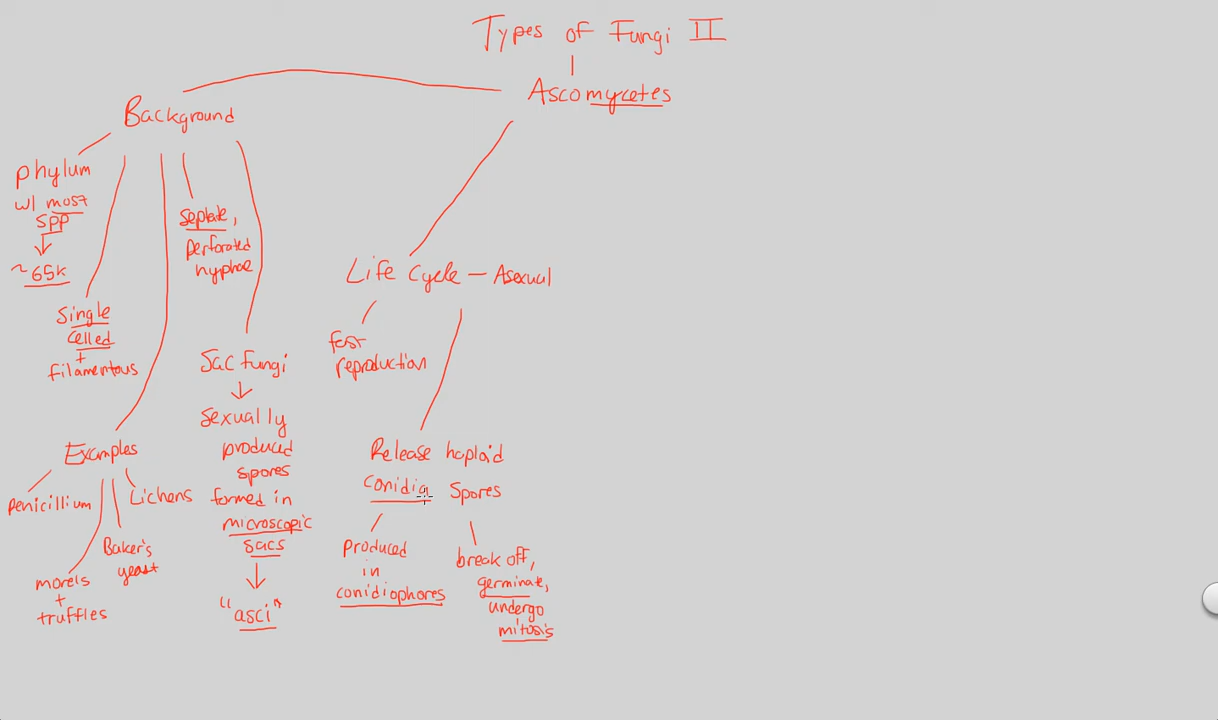 Types of Fungi II
Ascomycetes
Background
phylum
w/ most
spp
~65k
single
celled
+
filamentous
septate,
perforated
hyphae
Examples
penicillium
morels
+
truffles
Baker's
yeast
Lichens
Sac fungi
sexually
produced
spores
formed in
microscopic
sacs
"asci"
Life Cycle - Asexual
fast
reproduction
Release haploid
conidia spores
produced
in
conidiophores
break off,
germinate,
undergo
mitosis